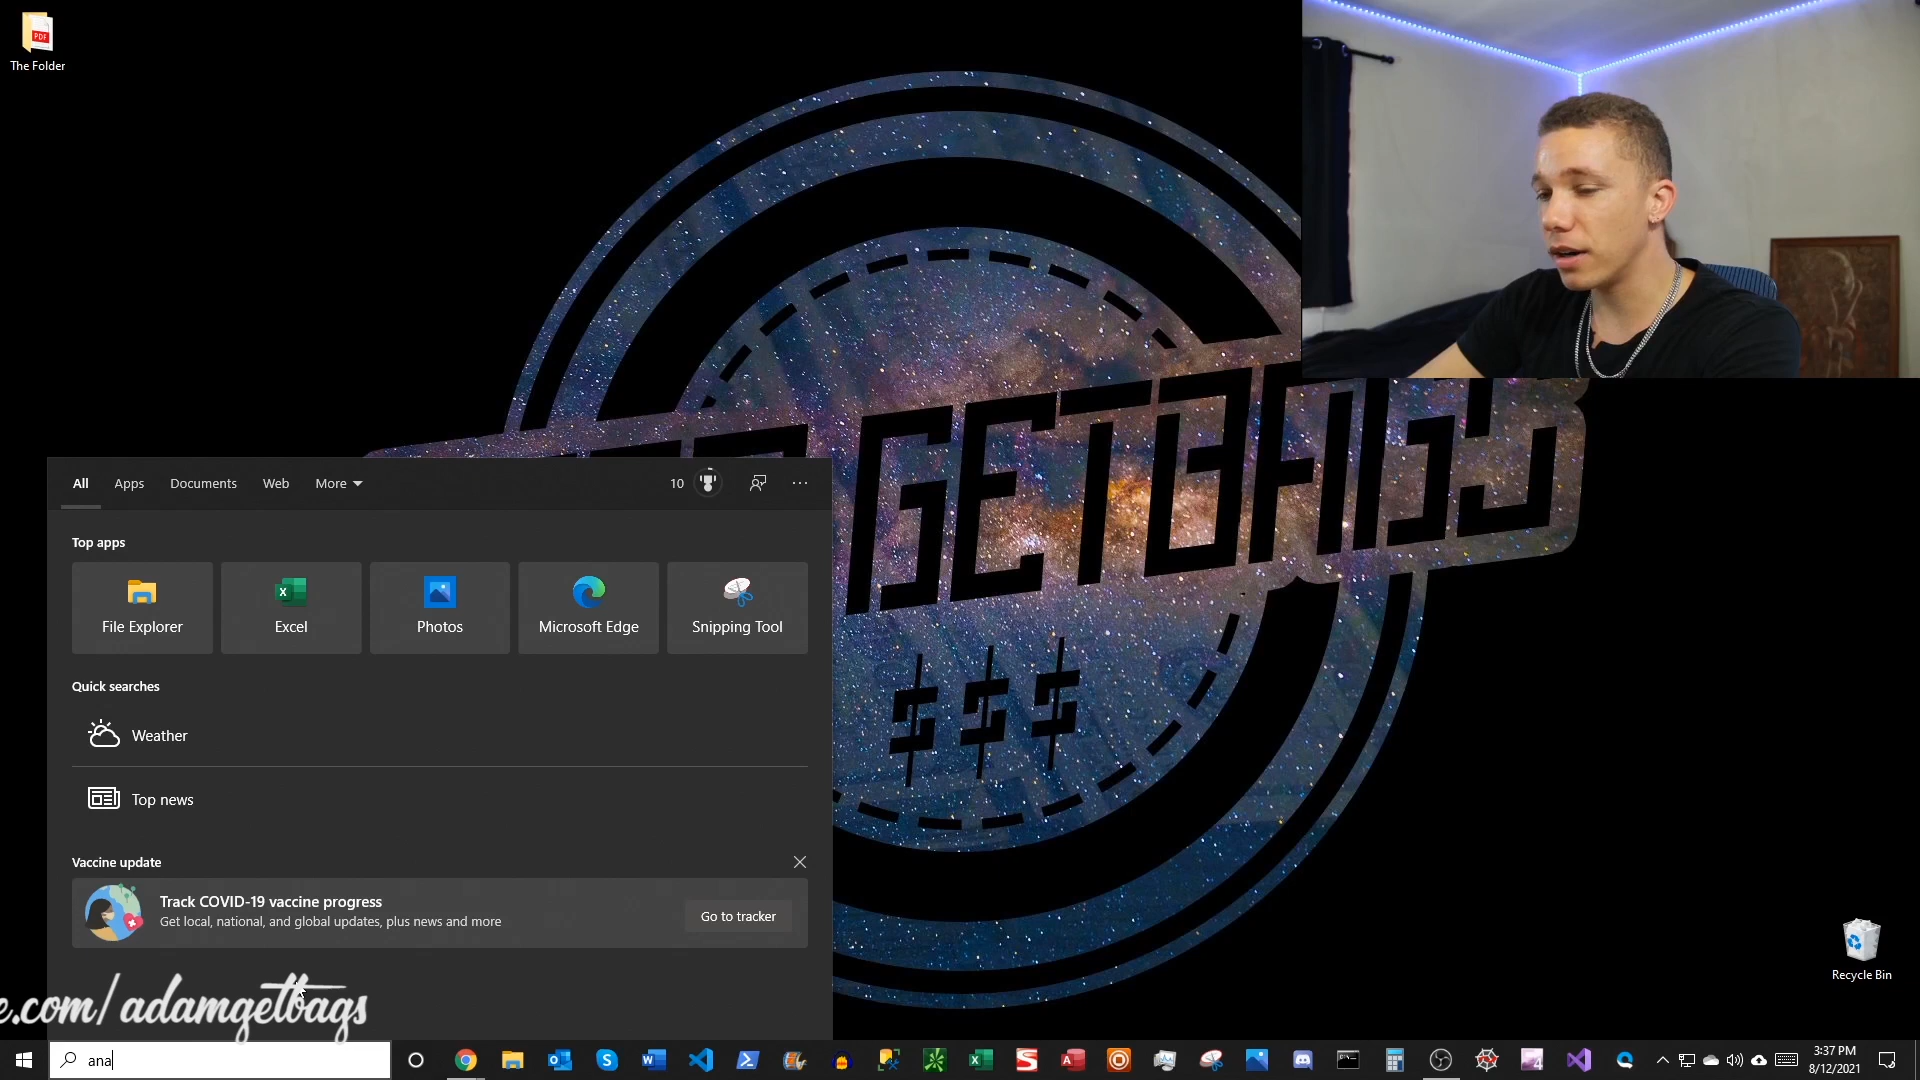 The Folder
GETBAGS
$$$
All Apps Documents Web More 10
Top apps
File Explorer Excel Photos Microsoft Edge Snipping Tool
Quick searches
Weather
Top news
Vaccine update
Track COVID-19 vaccine progress
Get local, national, and global updates, plus news and more
Go to tracker
Recycle Bin
e.com/adamgetbags
ana
3:37 PM
8/12/2021